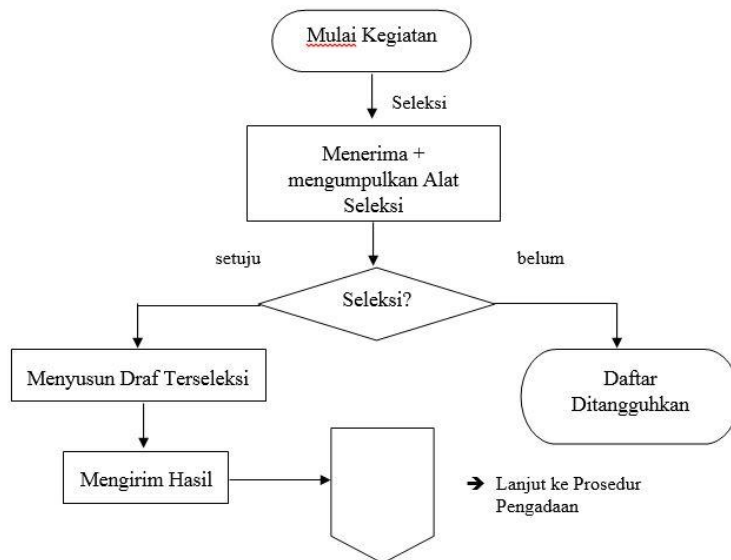 Mulai Kegiatan
Seleksi
Menerima +
mengumpulkan Alat
Seleksi
setuju
belum
Seleksi?
Menyusun Draf Terseleksi
Daftar
Ditangguhkan
Mengirim Hasil
➔ Lanjut ke Prosedur
Pengadaan